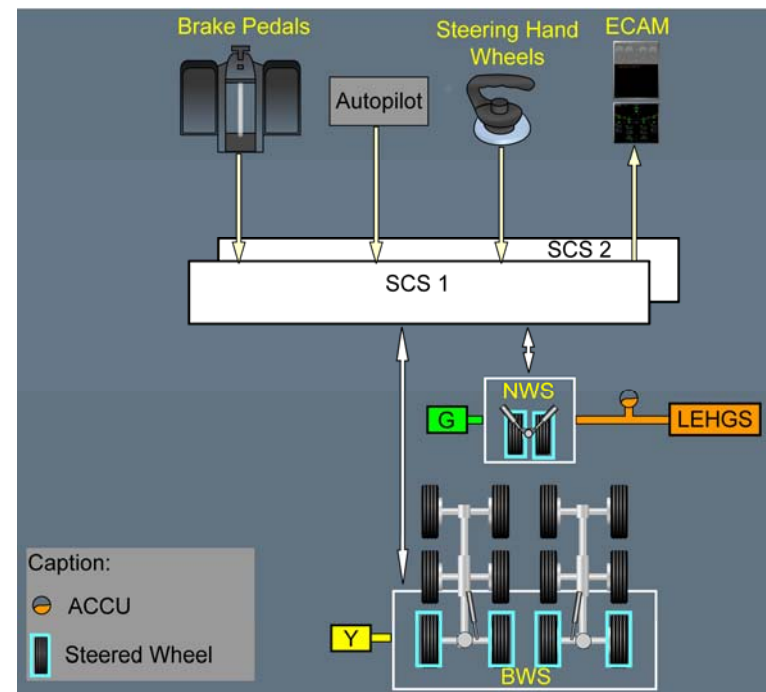 Brake Pedals
Autopilot
Steering Hand
Wheels
ECAM
SCS 2
SCS 1
NWS
G
LEHGS
Caption:
ACCU
Steered Wheel
Y
BWS